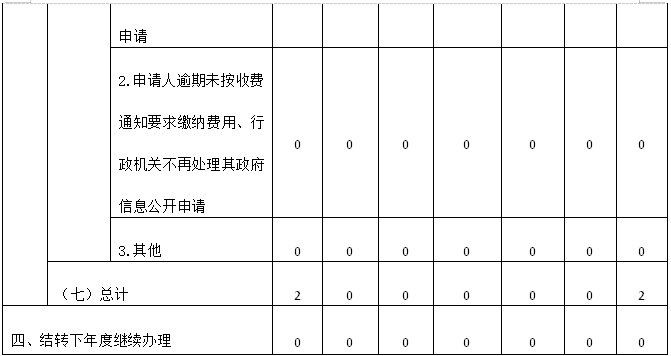 申请
2.申请人逾期未按收费
通知要求缴纳费用、行
政机关不再处理其政府
信息公开申请
0 0 0 0 0 0 0
3.其他 0 0 0 0 0 0 0
（七）总计 2 0 0 0 0 0 2
四、结转下年度继续办理 0 0 0 0 0 0 0